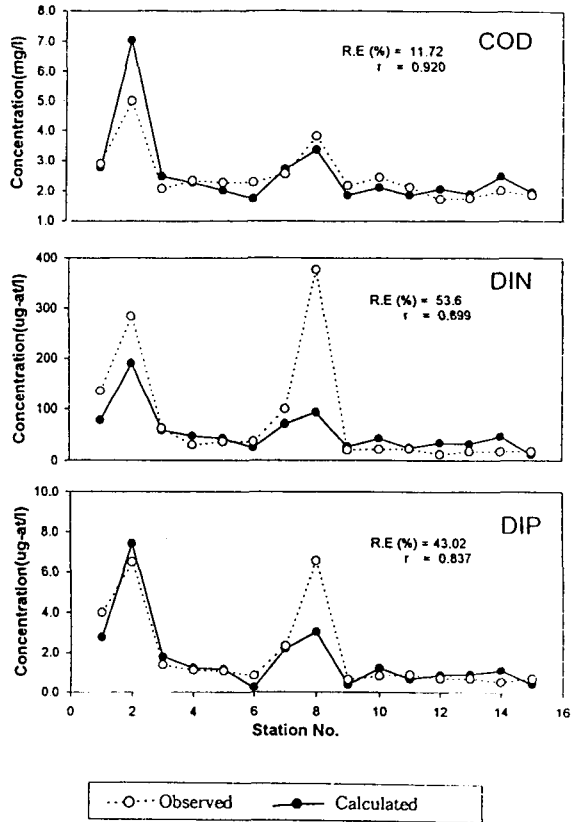 8.0
7.0
6.0
5.0
4.0
3.0
2.0
1.0
Concentration(mg/l)
R.E (%) = 11.72
r = 0.920
COD
400
300
200
100
0
Concentration(ug-at/l)
R.E (%) = 53.6
r = 0.699
DIN
10.0
8.0
6.0
4.0
2.0
0.0
Concentration(ug-at/l)
R.E (%) = 43.02
r = 0.837
DIP
0 2 4 6 8 10 12 14 16
Station No.
Observed Calculated